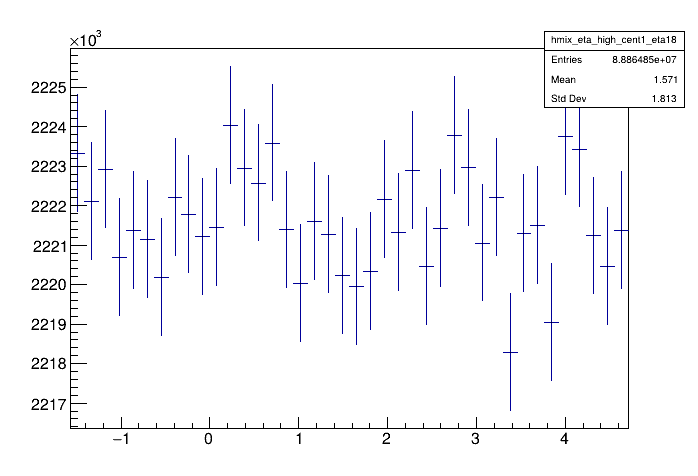 ×10³
hmix_eta_high_cent1_eta18
Entries 8.886485e+07
Mean 1.571
Std Dev 1.813
2225
2224
2223
2222
2221
2220
2219
2218
2217
−1 0 1 2 3 4